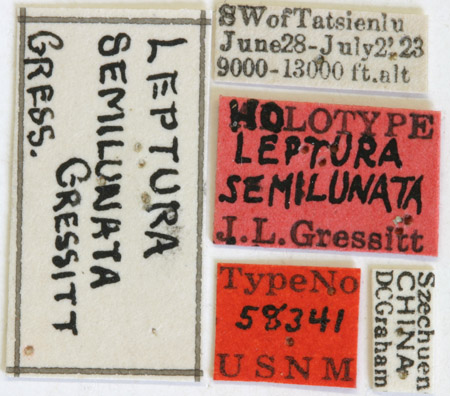 LEPTURA
SEMILUNATA
GRESSITT
GRESS.
SWofTatsienlu
June28-July2,'23
9000-13000 ft.alt
HOLOTYPE
LEPTURA
SEMILUNATA
J.L.Gressitt
TypeNo
58341
USNM
Szechuen
CHINA
DCGraham